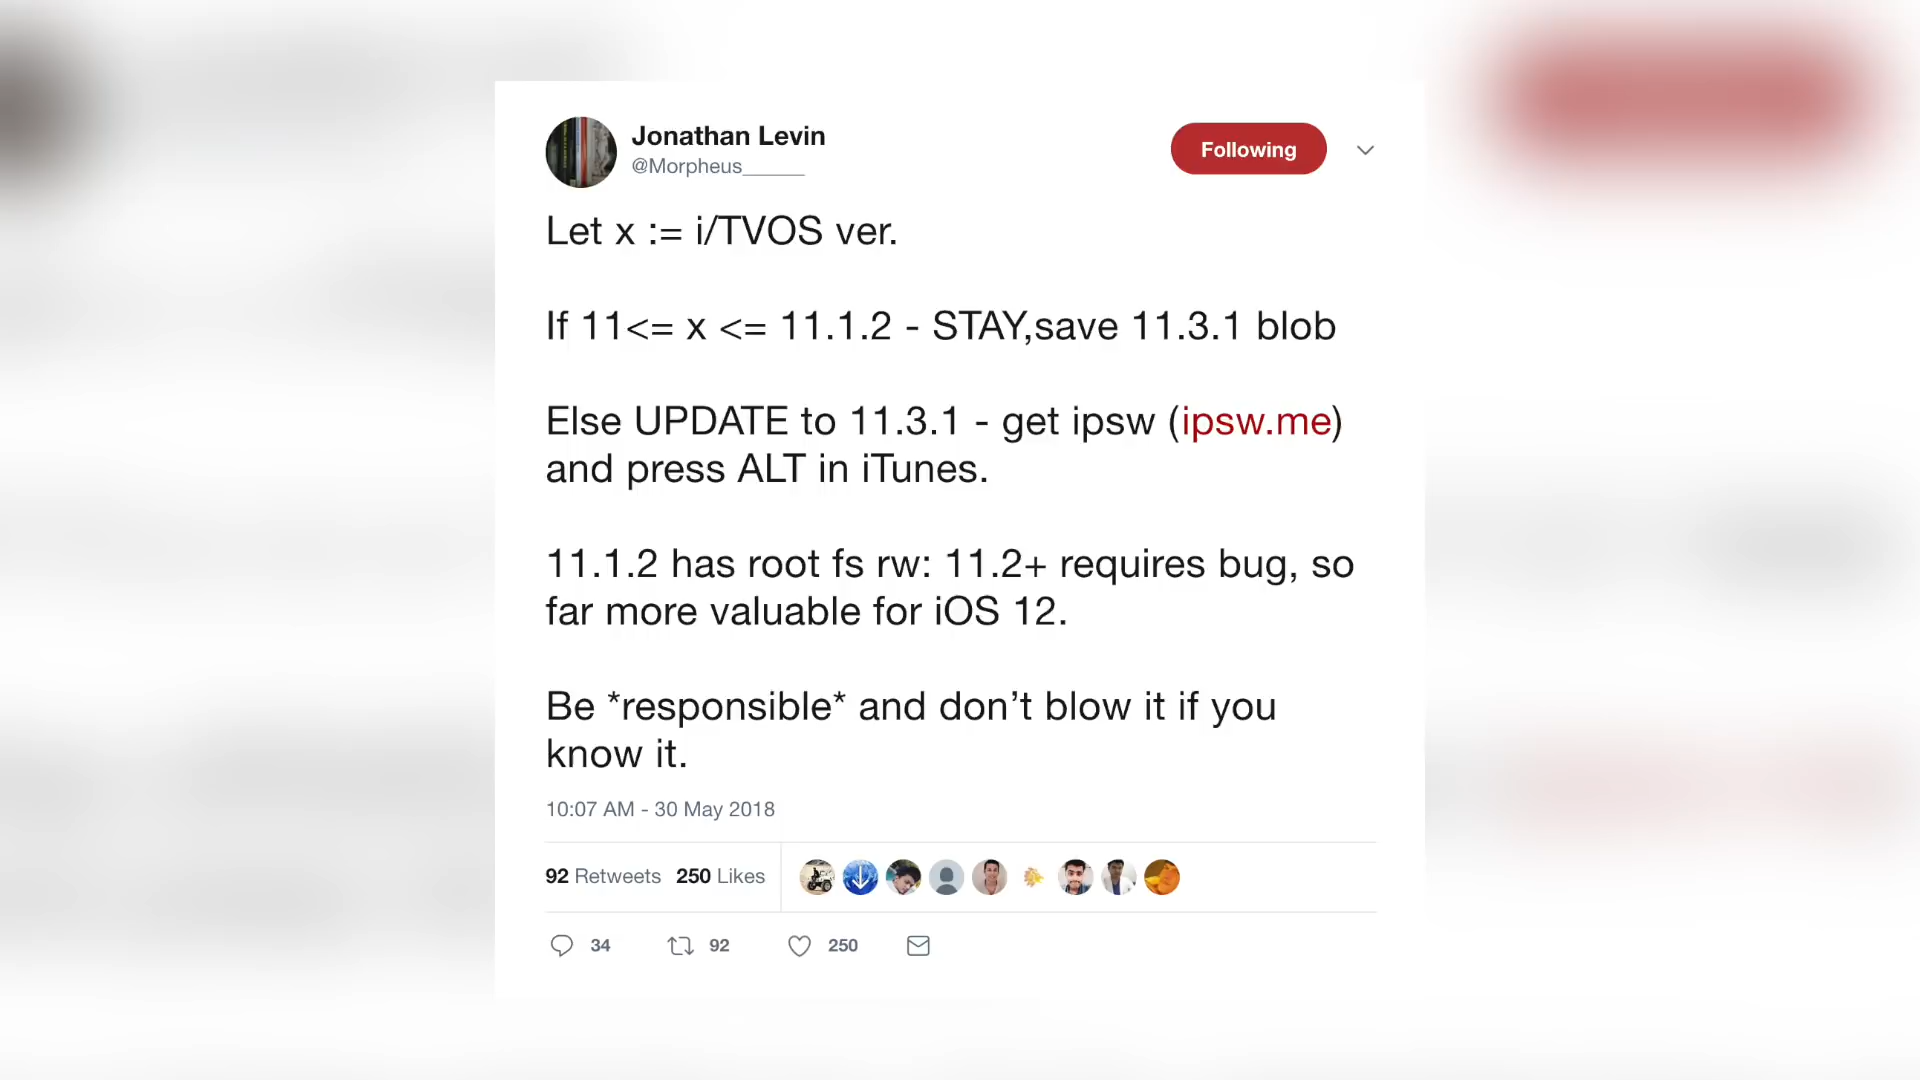 Jonathan Levin
@Morpheus______
Following
Let x := i/TVOS ver.
If 11<= x <= 11.1.2 - STAY,save 11.3.1 blob
Else UPDATE to 11.3.1 - get ipsw (ipsw.me)
and press ALT in iTunes.
11.1.2 has root fs rw: 11.2+ requires bug, so
far more valuable for iOS 12.
Be *responsible* and don’t blow it if you
know it.
10:07 AM - 30 May 2018
92 Retweets 250 Likes
34 92 250